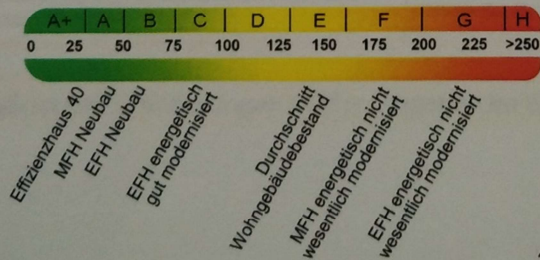 A+ A B C D E F G H
0 25 50 75 100 125 150 175 200 225 >250
Effizienzhaus 40
MFH Neubau
EFH Neubau
EFH energetisch
gut modernisiert
Durchschnitt
Wohngebäudebestand
MFH energetisch nicht
wesentlich modernisiert
EFH energetisch nicht
wesentlich modernisiert